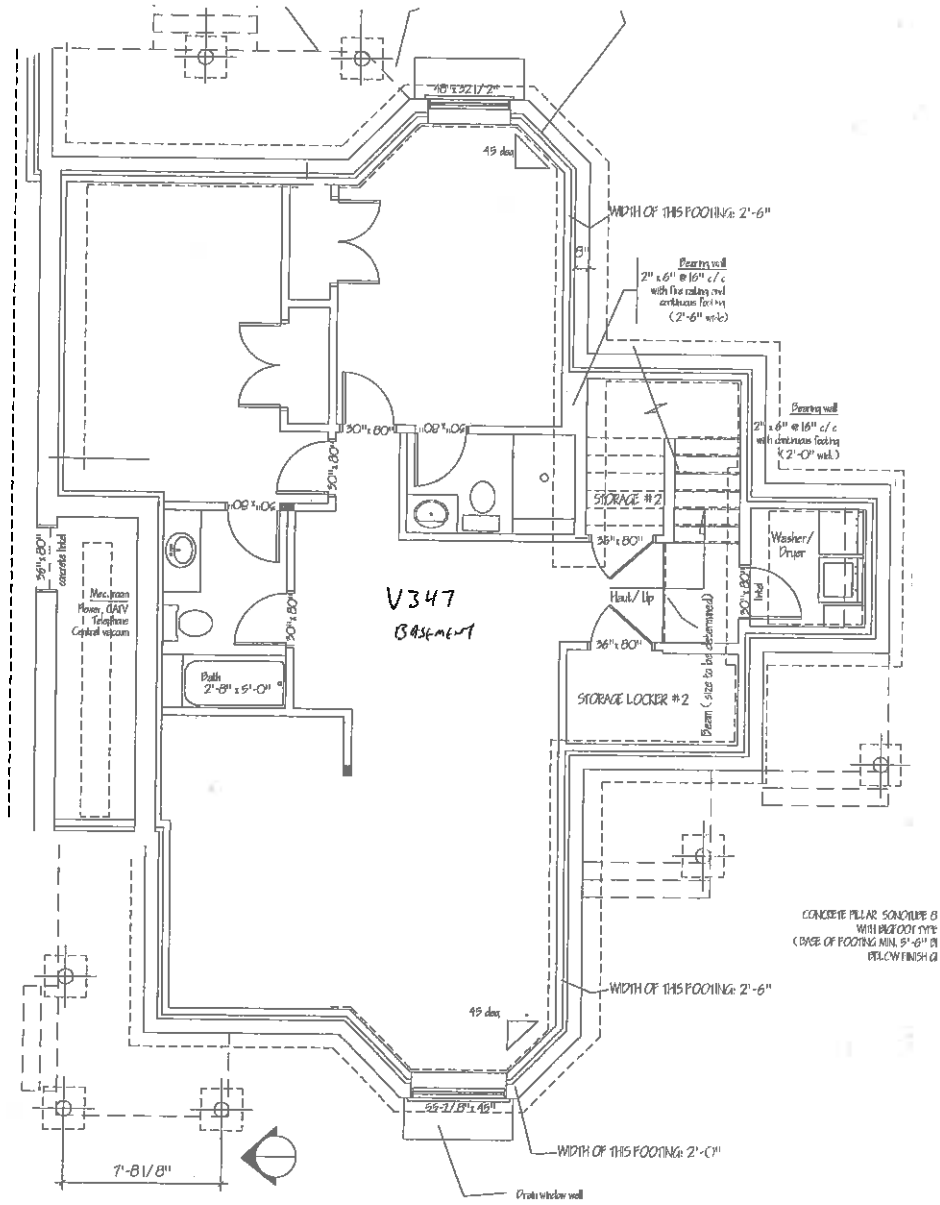 48"x32 1/2"
45 deg
WIDTH OF THIS FOOTING: 2'-6"
8"
Bearing wall
2" x 6" @ 16" c/c
with fire rating and
continuous footing
(2'-6" wide)
Bearing wall
2" x 6" @ 16" c/c
with continuous footing
(2'-0" wide)
30"x80"
30"x80"
30"x80"
30"x80"
STORAGE #2
36"x80"
36"x80"
concrete lintel
Mec.room
Power, CATV
Telephone
Central vacuum
30"x80"
V347
BASEMENT
Haut / Up
36"x80"
Washer/
Dryer
30"x80"
lintel
Beam ( size to be determined)
Bath
2'-8" x 5'-0"
STORAGE LOCKER #2
CONCRETE PILLAR SONOTUBE 8
WITH BIGFOOT TYPE
( BASE OF FOOTING MIN. 5'-6"
BELOW FINISH
WIDTH OF THIS FOOTING: 2'-6"
45 deg
55-7/8"x45"
WIDTH OF THIS FOOTING: 2'-0"
7'-8 1/8"
Drain window well